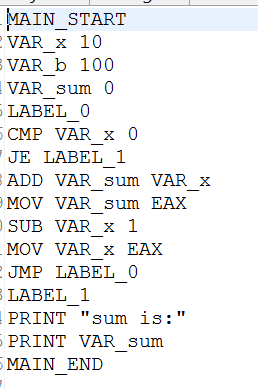 MAIN_START
VAR_x 10
VAR_b 100
VAR_sum 0
LABEL_0
CMP VAR_x 0
JE LABEL_1
ADD VAR_sum VAR_x
MOV VAR_sum EAX
SUB VAR_x 1
MOV VAR_x EAX
JMP LABEL_0
LABEL_1
PRINT "sum is:"
PRINT VAR_sum
MAIN_END